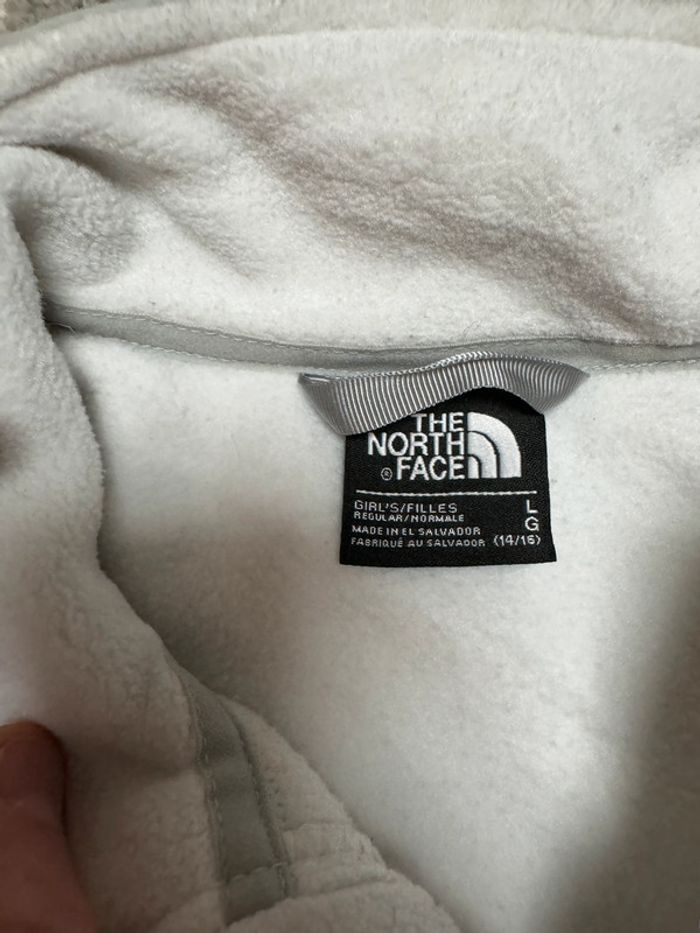 THE
NORTH
® FACE
GIRL'S/FILLES L
REGULAR/NORMALE G
MADE IN EL SALVADOR
FABRIQUÉ AU SALVADOR (14/16)